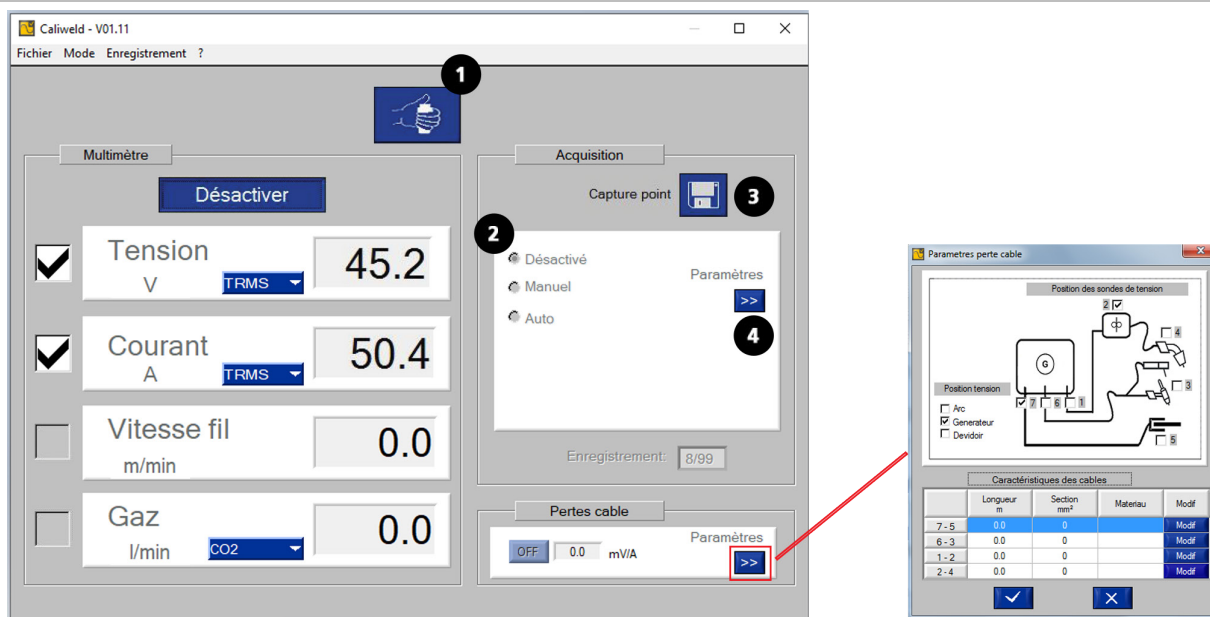 Caliweld - V01.11
Fichier Mode Enregistrement ?
1
Multimètre
Désactiver
Tension
V
TRMS
45.2
Courant
A
TRMS
50.4
Vitesse fil
m/min
0.0
Gaz
l/min
CO2
0.0
Acquisition
Capture point
3
2
Désactivé
Manuel
Auto
Paramètres
>>
4
Enregistrement: 8/99
Pertes cable
OFF 0.0 mV/A
Paramètres
>>
Parametres perte cable
Position des sondes de tension
2
4
G
3
Position tension
7 6 1
Arc
Generateur
Devidoir
5
Caractéristiques des cables
Longueur m Section mm² Materiau Modif
7 - 5 0.0 0 Modif
6 - 3 0.0 0 Modif
1 - 2 0.0 0 Modif
2 - 4 0.0 0 Modif